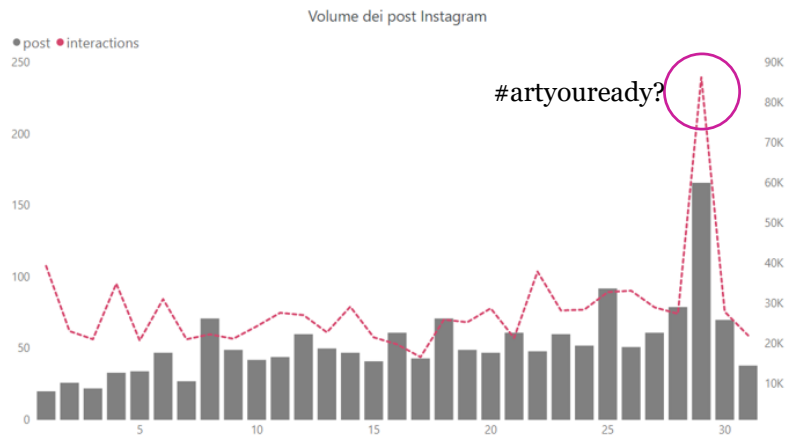 Volume dei post Instagram
post interactions
250 90K
#artyouready?
80K
200
70K
150 60K
50K
100 40K
30K
50 20K
10K
0
5 10 15 20 25 30